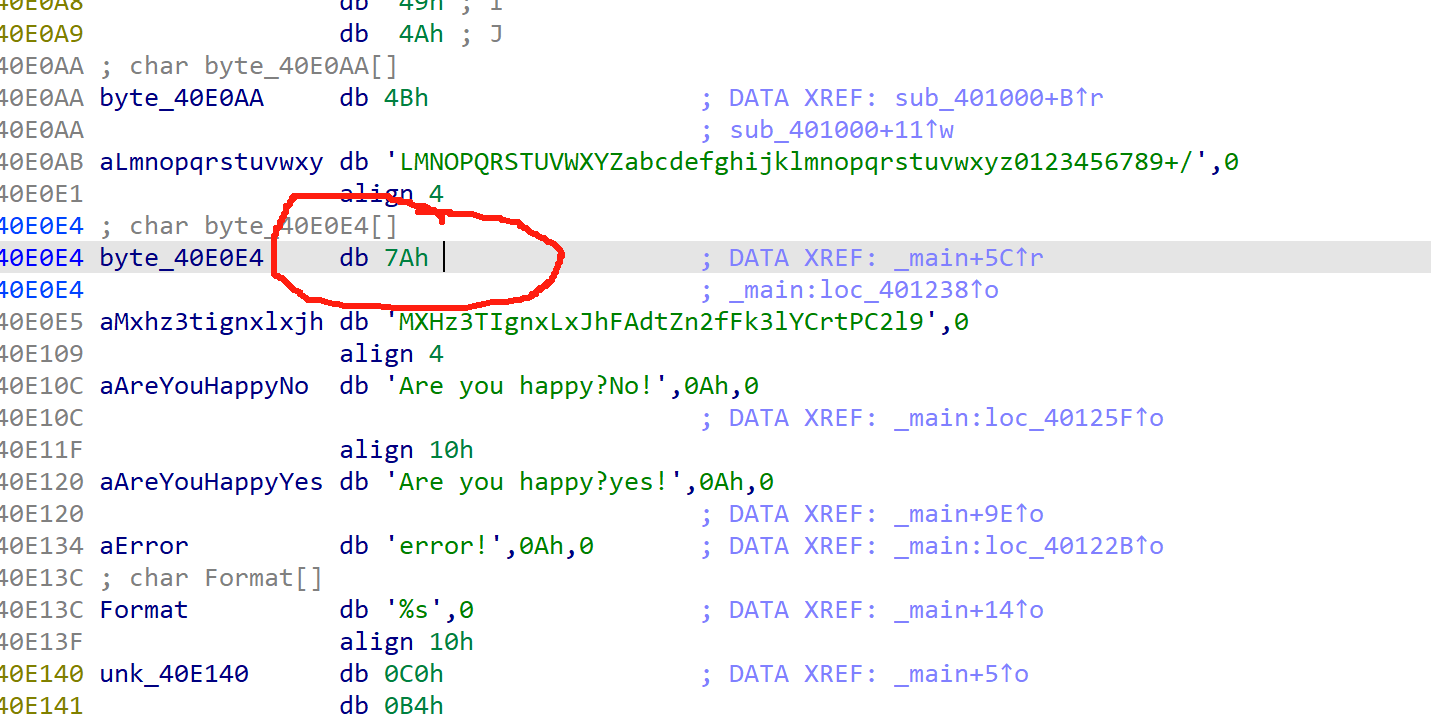 40E0A8 db 49h ; I
40E0A9 db 4Ah ; J
40E0AA ; char byte_40E0AA[]
40E0AA byte_40E0AA db 4Bh ; DATA XREF: sub_401000+B↑r
40E0AA ; sub_401000+11↑w
40E0AB aLmnopqrstuvwxy db 'LMNOPQRSTUVWXYZabcdefghijklmnopqrstuvwxyz0123456789+/',0
40E0E1 align 4
40E0E4 ; char byte_40E0E4[]
40E0E4 byte_40E0E4 db 7Ah ; DATA XREF: _main+5C↑r
40E0E4 ; _main:loc_401238↑o
40E0E5 aMxhz3tignxlxjh db 'MXHz3TIgnxLxJhFAdtZn2fFk3lYCrtPC2l9',0
40E109 align 4
40E10C aAreYouHappyNo db 'Are you happy?No!',0Ah,0
40E10C ; DATA XREF: _main:loc_40125F↑o
40E11F align 10h
40E120 aAreYouHappyYes db 'Are you happy?yes!',0Ah,0
40E120 ; DATA XREF: _main+9E↑o
40E134 aError db 'error!',0Ah,0 ; DATA XREF: _main:loc_40122B↑o
40E13C ; char Format[]
40E13C Format db '%s',0 ; DATA XREF: _main+14↑o
40E13F align 10h
40E140 unk_40E140 db 0C0h ; DATA XREF: _main+5↑o
40E141 db 0B4h